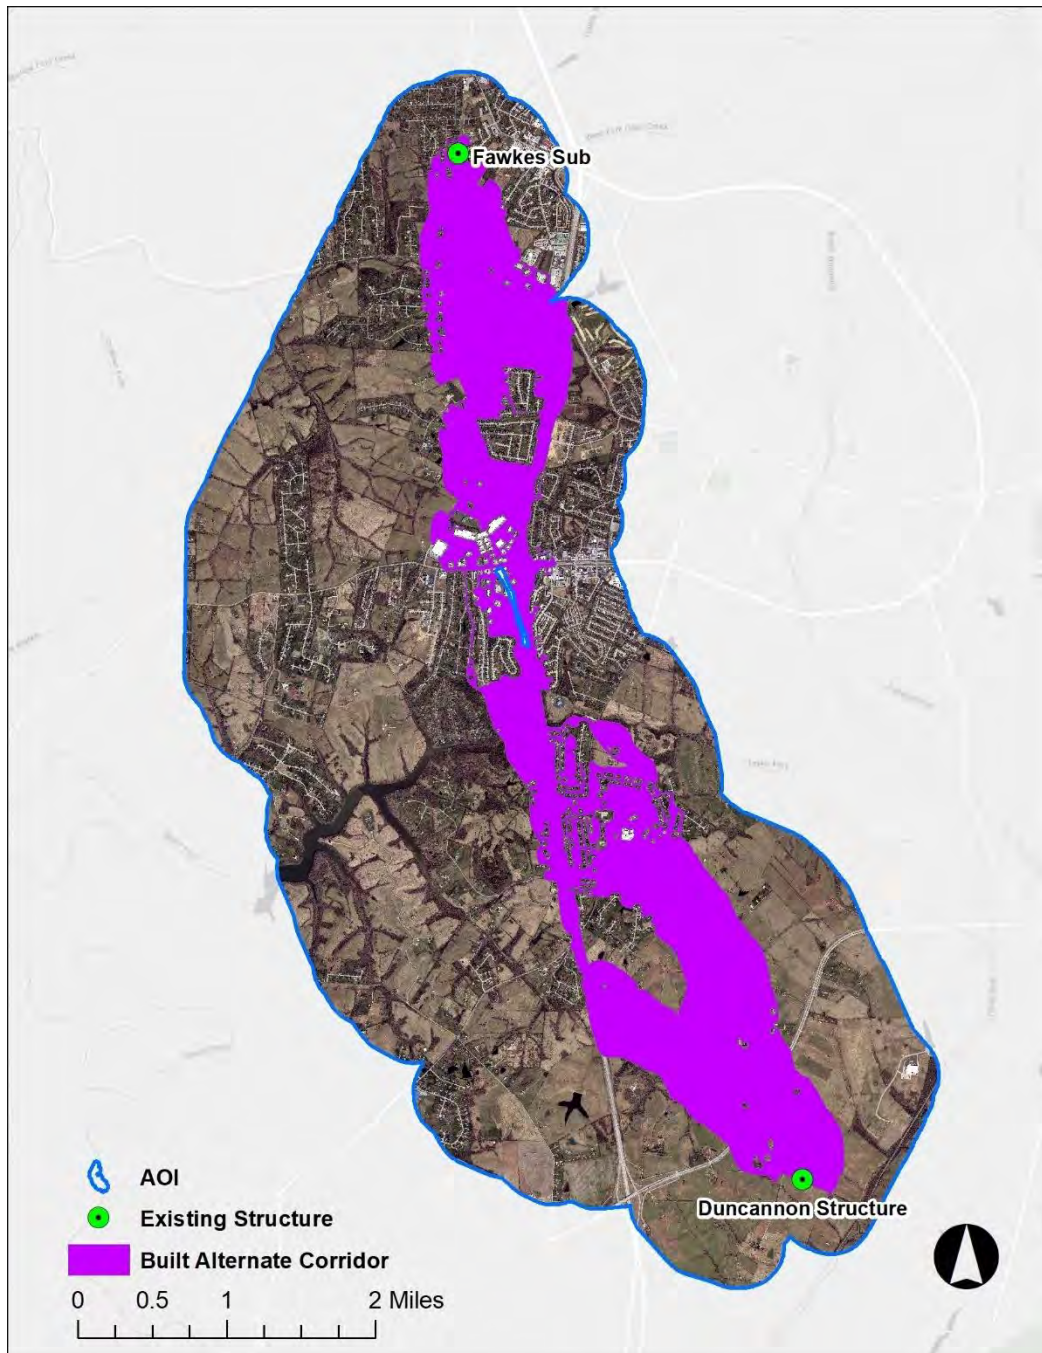 Fawkes Sub
Duncannon Structure
AOI
Existing Structure
Built Alternate Corridor
0 0.5 1 2 Miles